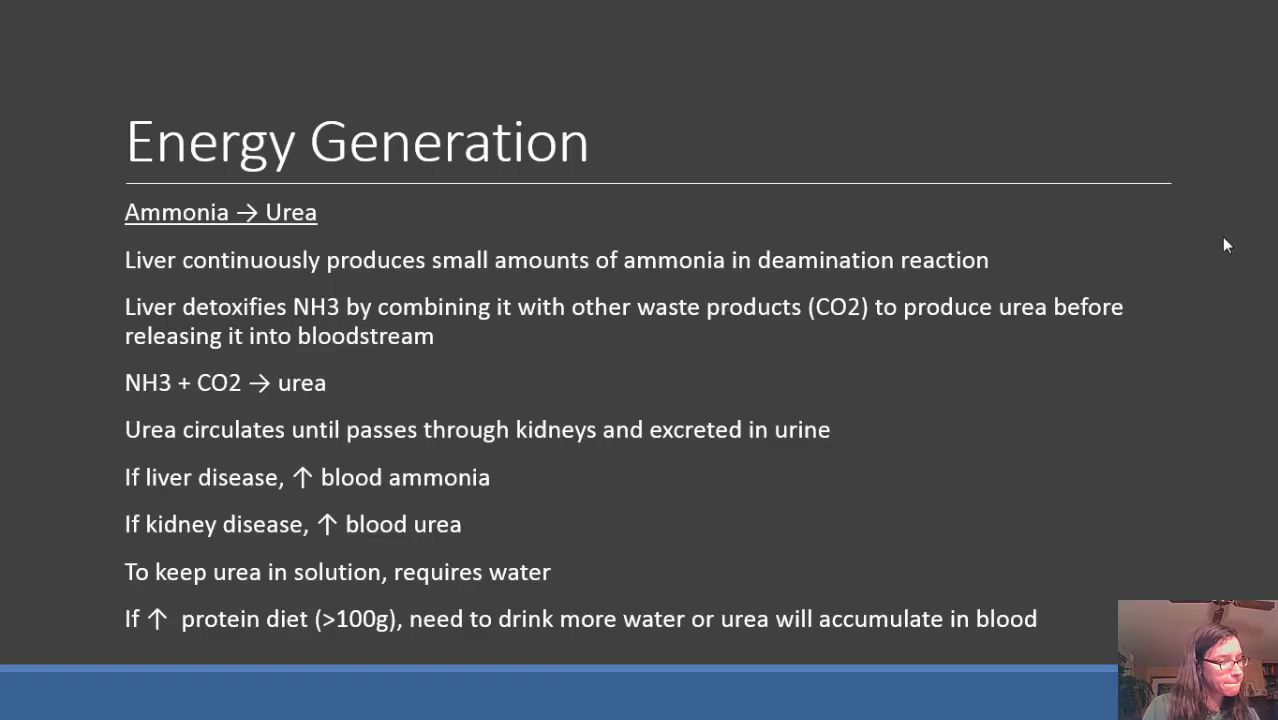 Energy Generation
Ammonia → Urea
Liver continuously produces small amounts of ammonia in deamination reaction
Liver detoxifies NH3 by combining it with other waste products (CO2) to produce urea before
releasing it into bloodstream
NH3 + CO2 → urea
Urea circulates until passes through kidneys and excreted in urine
If liver disease, ↑ blood ammonia
If kidney disease, ↑ blood urea
To keep urea in solution, requires water
If ↑ protein diet (>100g), need to drink more water or urea will accumulate in blood